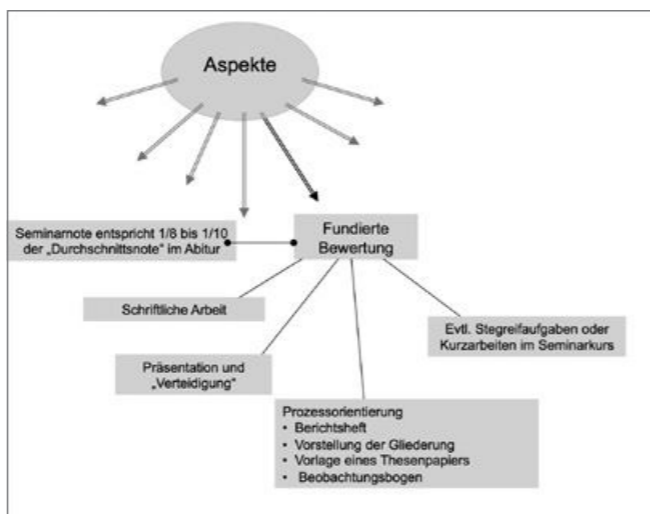 Aspekte
Seminarnote entspricht 1/8 bis 1/10
der „Durchschnittsnote“ im Abitur
Fundierte
Bewertung
Schriftliche Arbeit
Evtl. Stegreifaufgaben oder
Kurzarbeiten im Seminarkurs
Präsentation und
„Verteidigung“
Prozessorientierung
• Berichtsheft
• Vorstellung der Gliederung
• Vorlage eines Thesenpapiers
• Beobachtungsbogen